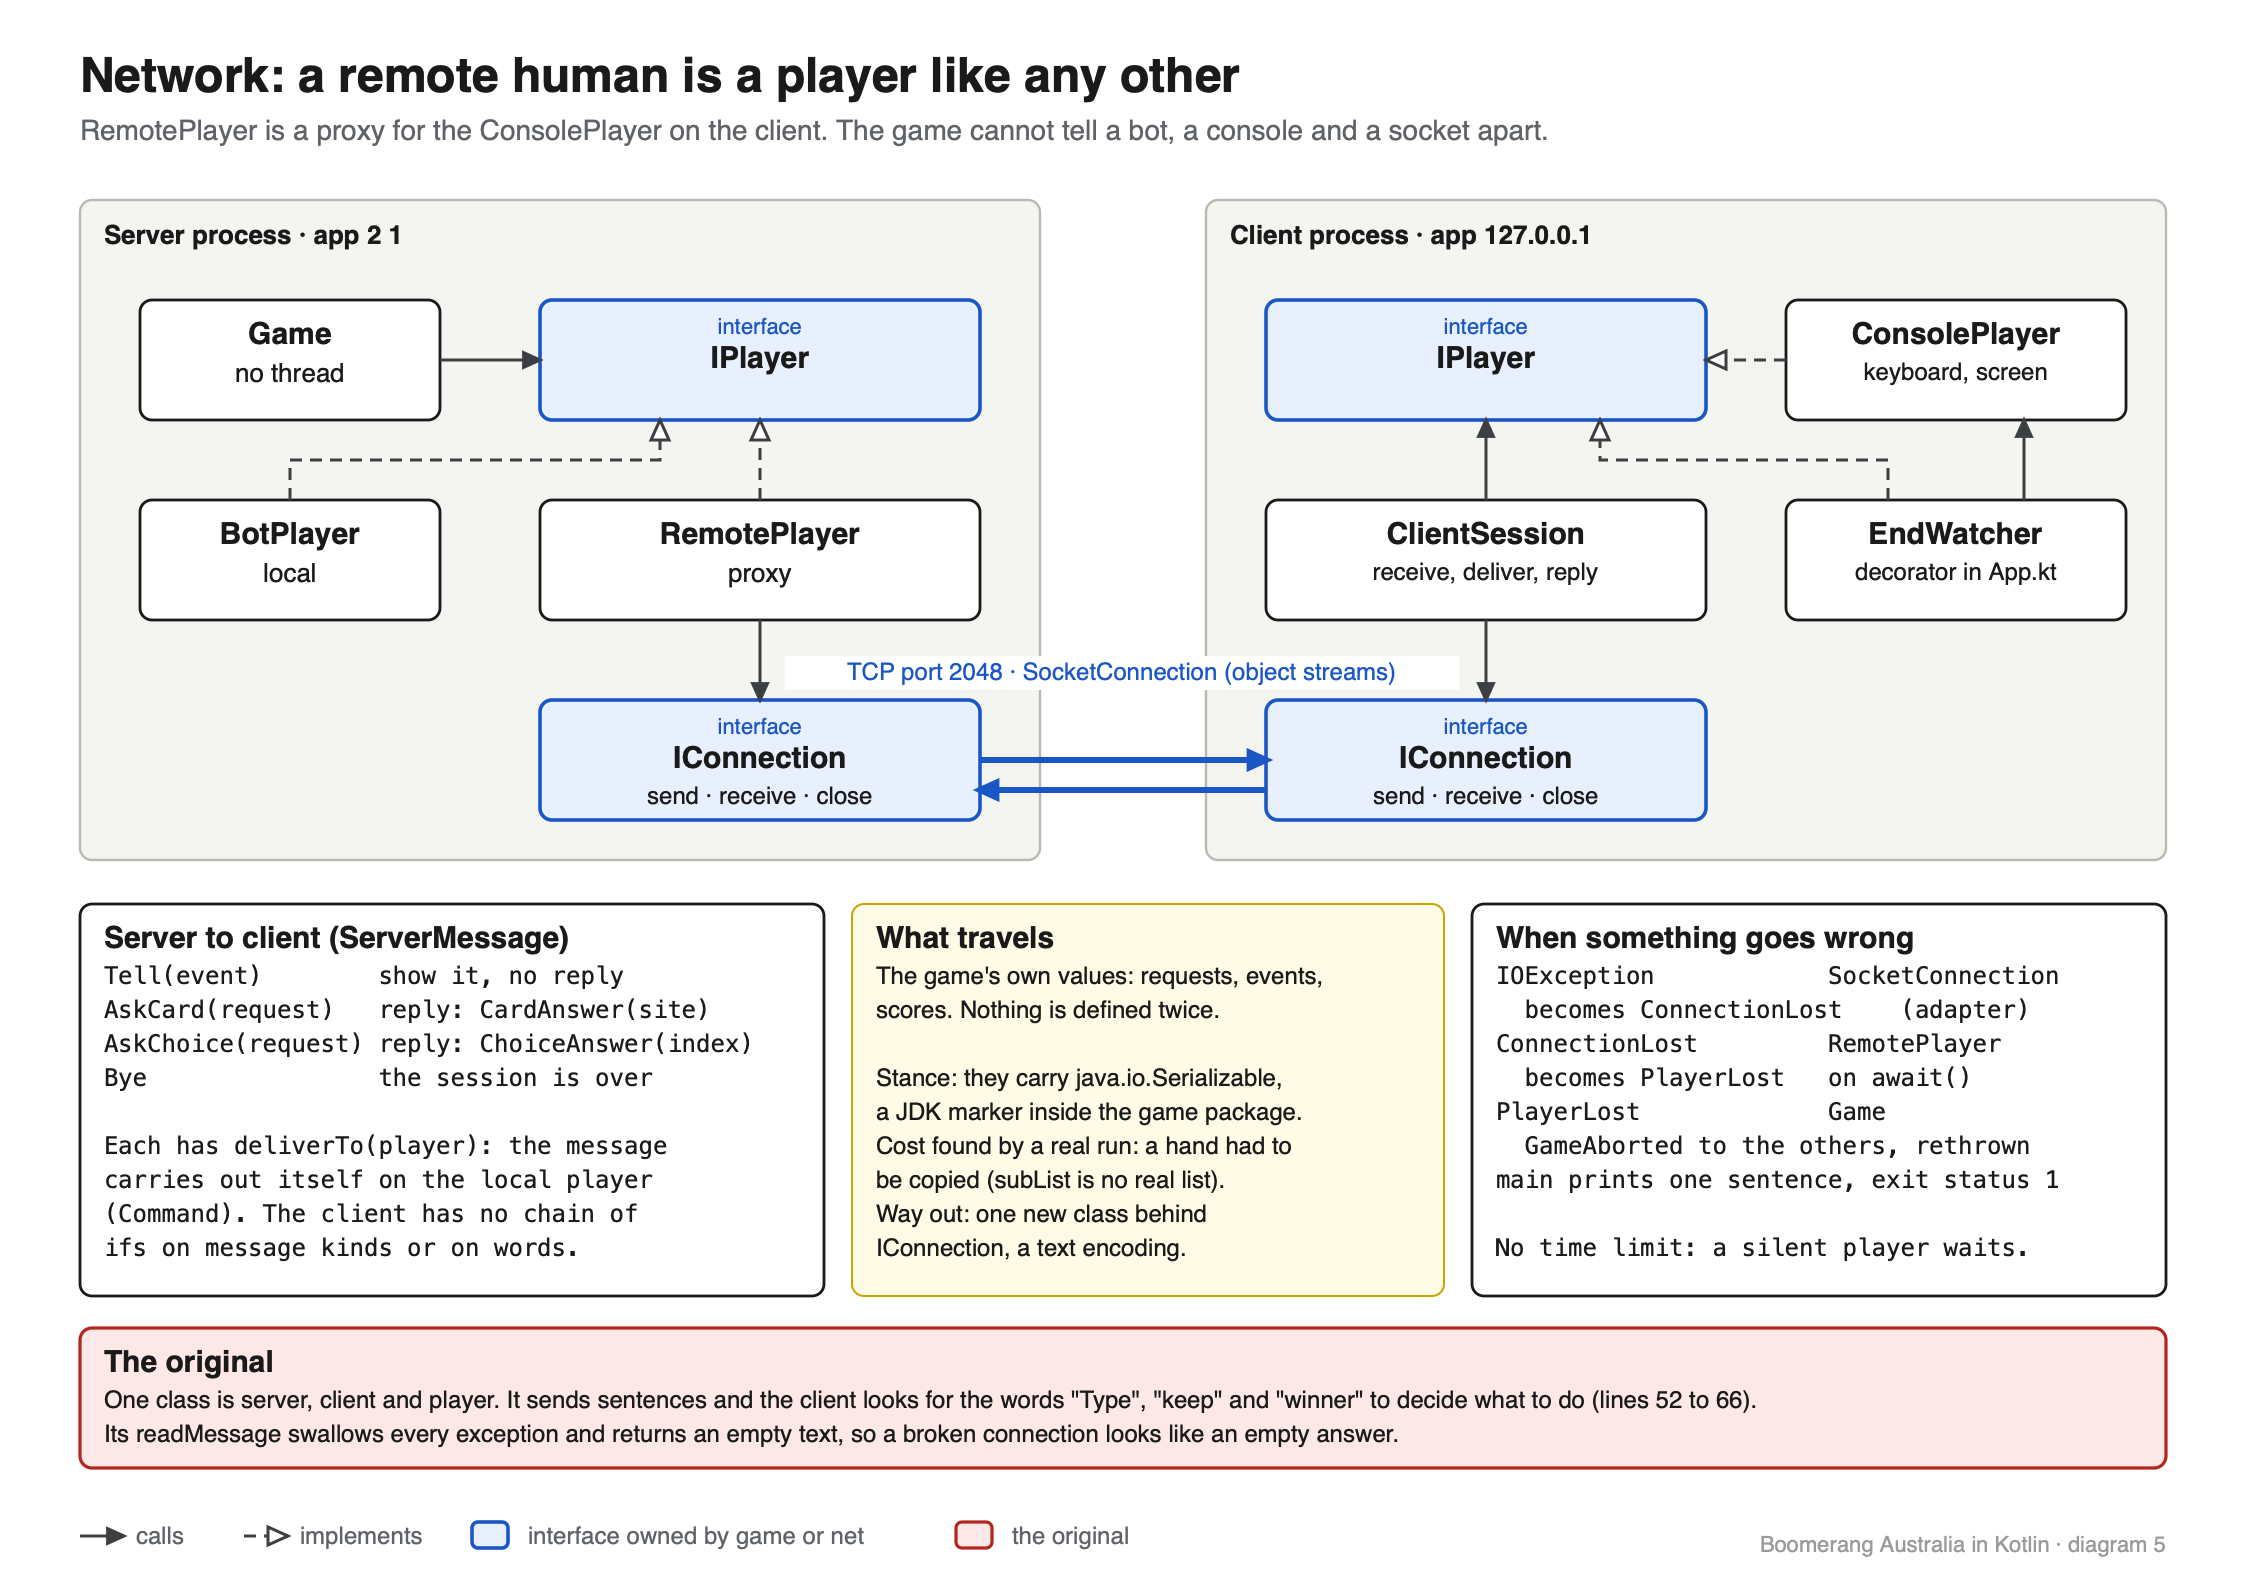 Network: a remote human is a player like any other
RemotePlayer is a proxy for the ConsolePlayer on the client. The game cannot tell a bot, a console and a socket apart.
Server process · app 2 1
Game
no thread
interface
IPlayer
BotPlayer
local
RemotePlayer
proxy
interface
IConnection
send · receive · close
TCP port 2048 · SocketConnection (object streams)
Client process · app 127.0.0.1
interface
IPlayer
ConsolePlayer
keyboard, screen
ClientSession
receive, deliver, reply
EndWatcher
decorator in App.kt
interface
IConnection
send · receive · close
Server to client (ServerMessage)
Tell(event)        show it, no reply
AskCard(request)   reply: CardAnswer(site)
AskChoice(request) reply: ChoiceAnswer(index)
Bye                the session is over
Each has deliverTo(player): the message
carries out itself on the local player
(Command). The client has no chain of
ifs on message kinds or on words.
What travels
The game's own values: requests, events,
scores. Nothing is defined twice.
Stance: they carry java.io.Serializable,
a JDK marker inside the game package.
Cost found by a real run: a hand had to
be copied (subList is no real list).
Way out: one new class behind
IConnection, a text encoding.
When something goes wrong
IOException            SocketConnection
  becomes ConnectionLost    (adapter)
ConnectionLost         RemotePlayer
  becomes PlayerLost   on await()
PlayerLost             Game
  GameAborted to the others, rethrown
main prints one sentence, exit status 1
No time limit: a silent player waits.
The original
One class is server, client and player. It sends sentences and the client looks for the words "Type", "keep" and "winner" to decide what to do (lines 52 to 66).
Its readMessage swallows every exception and returns an empty text, so a broken connection looks like an empty answer.
calls
implements
interface owned by game or net
the original
Boomerang Australia in Kotlin · diagram 5